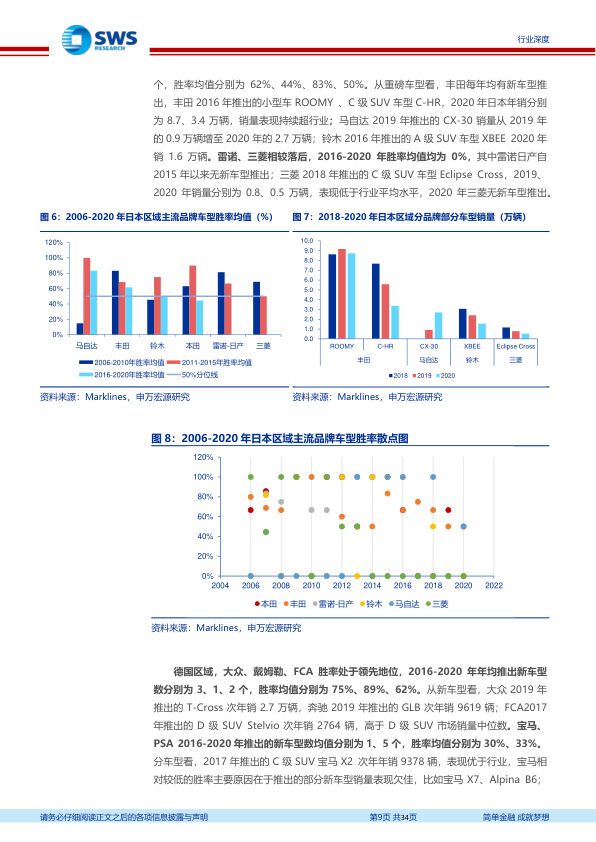 SWS
RESEARCH
行业深度
个，胜率均值分别为 62%、44%、83%、50%。从重磅车型看，丰田每年均有新车型推
出，丰田 2016 年推出的小型车 ROOMY 、C 级 SUV 车型 C-HR，2020 年日本年销分别
为 8.7、3.4 万辆，销量表现持续超行业；马自达 2019 年推出的 CX-30 销量从 2019 年
的 0.9 万辆增至 2020 年的 2.7 万辆；铃木 2016 年推出的 A 级 SUV 车型 XBEE 2020 年
销 1.6 万辆。雷诺、三菱相较落后，2016-2020 年胜率均值均为 0%，其中雷诺日产自
2015 年以来无新车型推出；三菱 2018 年推出的 C 级 SUV 车型 Eclipse Cross，2019、
2020 年销量分别为 0.8、0.5 万辆，表现低于行业平均水平，2020 年三菱无新车型推出。
图 6：2006-2020 年日本区域主流品牌车型胜率均值（%）
120%
100%
80%
60%
40%
20%
0%
马自达 丰田 铃木 本田 雷诺-日产 三菱
2006-2010年胜率均值 2011-2015年胜率均值
2016-2020年胜率均值 50%分位线
资料来源：Marklines，申万宏源研究
图 7：2018-2020 年日本区域分品牌部分车型销量（万辆）
10.0
9.0
8.0
7.0
6.0
5.0
4.0
3.0
2.0
1.0
0.0
ROOMY C-HR CX-30 XBEE Eclipse Cross
丰田 马自达 铃木 三菱
2018 2019 2020
资料来源：Marklines，申万宏源研究
图 8：2006-2020 年日本区域主流品牌车型胜率散点图
120%
100%
80%
60%
40%
20%
0%
2004 2006 2008 2010 2012 2014 2016 2018 2020 2022
本田 丰田 雷诺-日产 铃木 马自达 三菱
资料来源：Marklines，申万宏源研究
德国区域，大众、戴姆勒、FCA 胜率处于领先地位，2016-2020 年年均推出新车型
数分别为 3、1、2 个，胜率均值分别为 75%、89%、62%。从新车型看，大众 2019 年
推出的 T-Cross 次年销 2.7 万辆，奔驰 2019 年推出的 GLB 次年销 9619 辆；FCA2017
年推出的 D 级 SUV Stelvio 次年销 2764 辆，高于 D 级 SUV 市场销量中位数。宝马、
PSA 2016-2020 年推出的新车型数均值分别为 1、5 个，胜率均值分别为 30%、33%。
分车型看，2017 年推出的 C 级 SUV 宝马 X2 次年年销 9378 辆，表现优于行业，宝马相
对较低的胜率主要原因在于推出的部分新车型销量表现欠佳，比如宝马 X7、Alpina B6；
请务必仔细阅读正文之后的各项信息披露与声明 第9页 共34页 简单金融 成就梦想